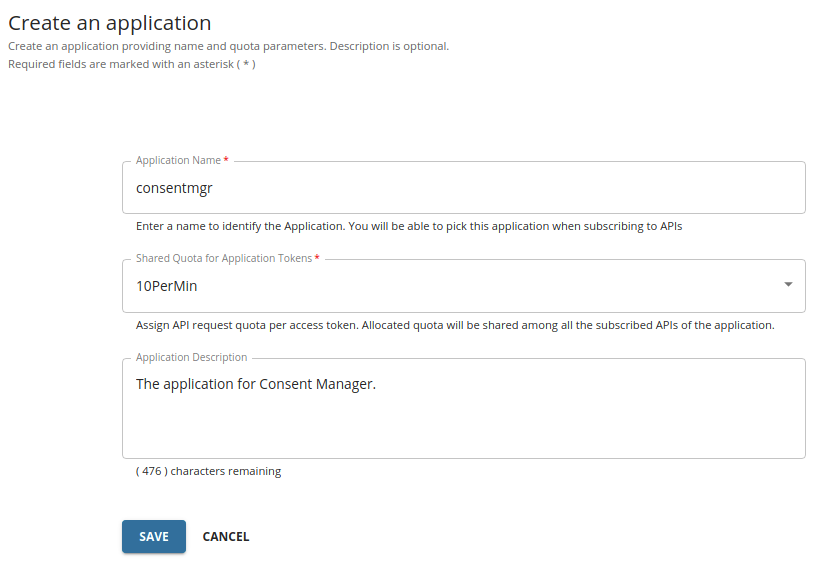 Create an application
Create an application providing name and quota parameters. Description is optional.
Required fields are marked with an asterisk ( * )
Application Name *
consentmgr
Enter a name to identify the Application. You will be able to pick this application when subscribing to APIs
Shared Quota for Application Tokens *
10PerMin
Assign API request quota per access token. Allocated quota will be shared among all the subscribed APIs of the application.
Application Description
The application for Consent Manager.
( 476 ) characters remaining
SAVE CANCEL